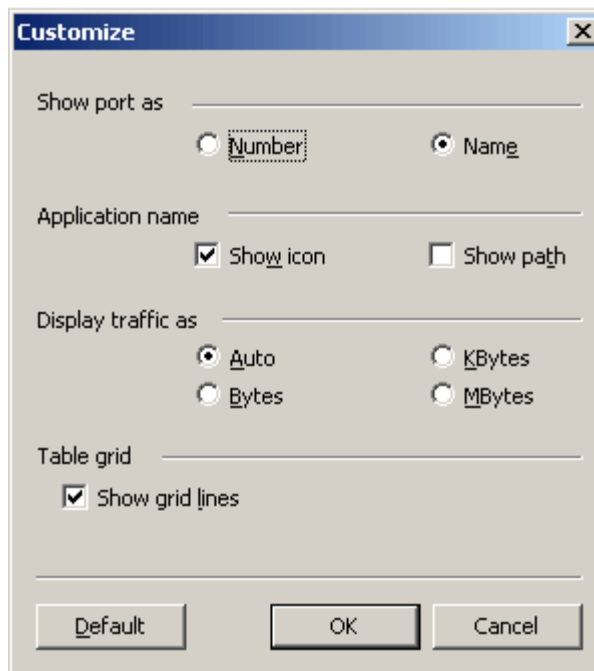 Customize
Show port as
Number Name
Application name
Show icon Show path
Display traffic as
Auto KBytes
Bytes MBytes
Table grid
Show grid lines
Default OK Cancel